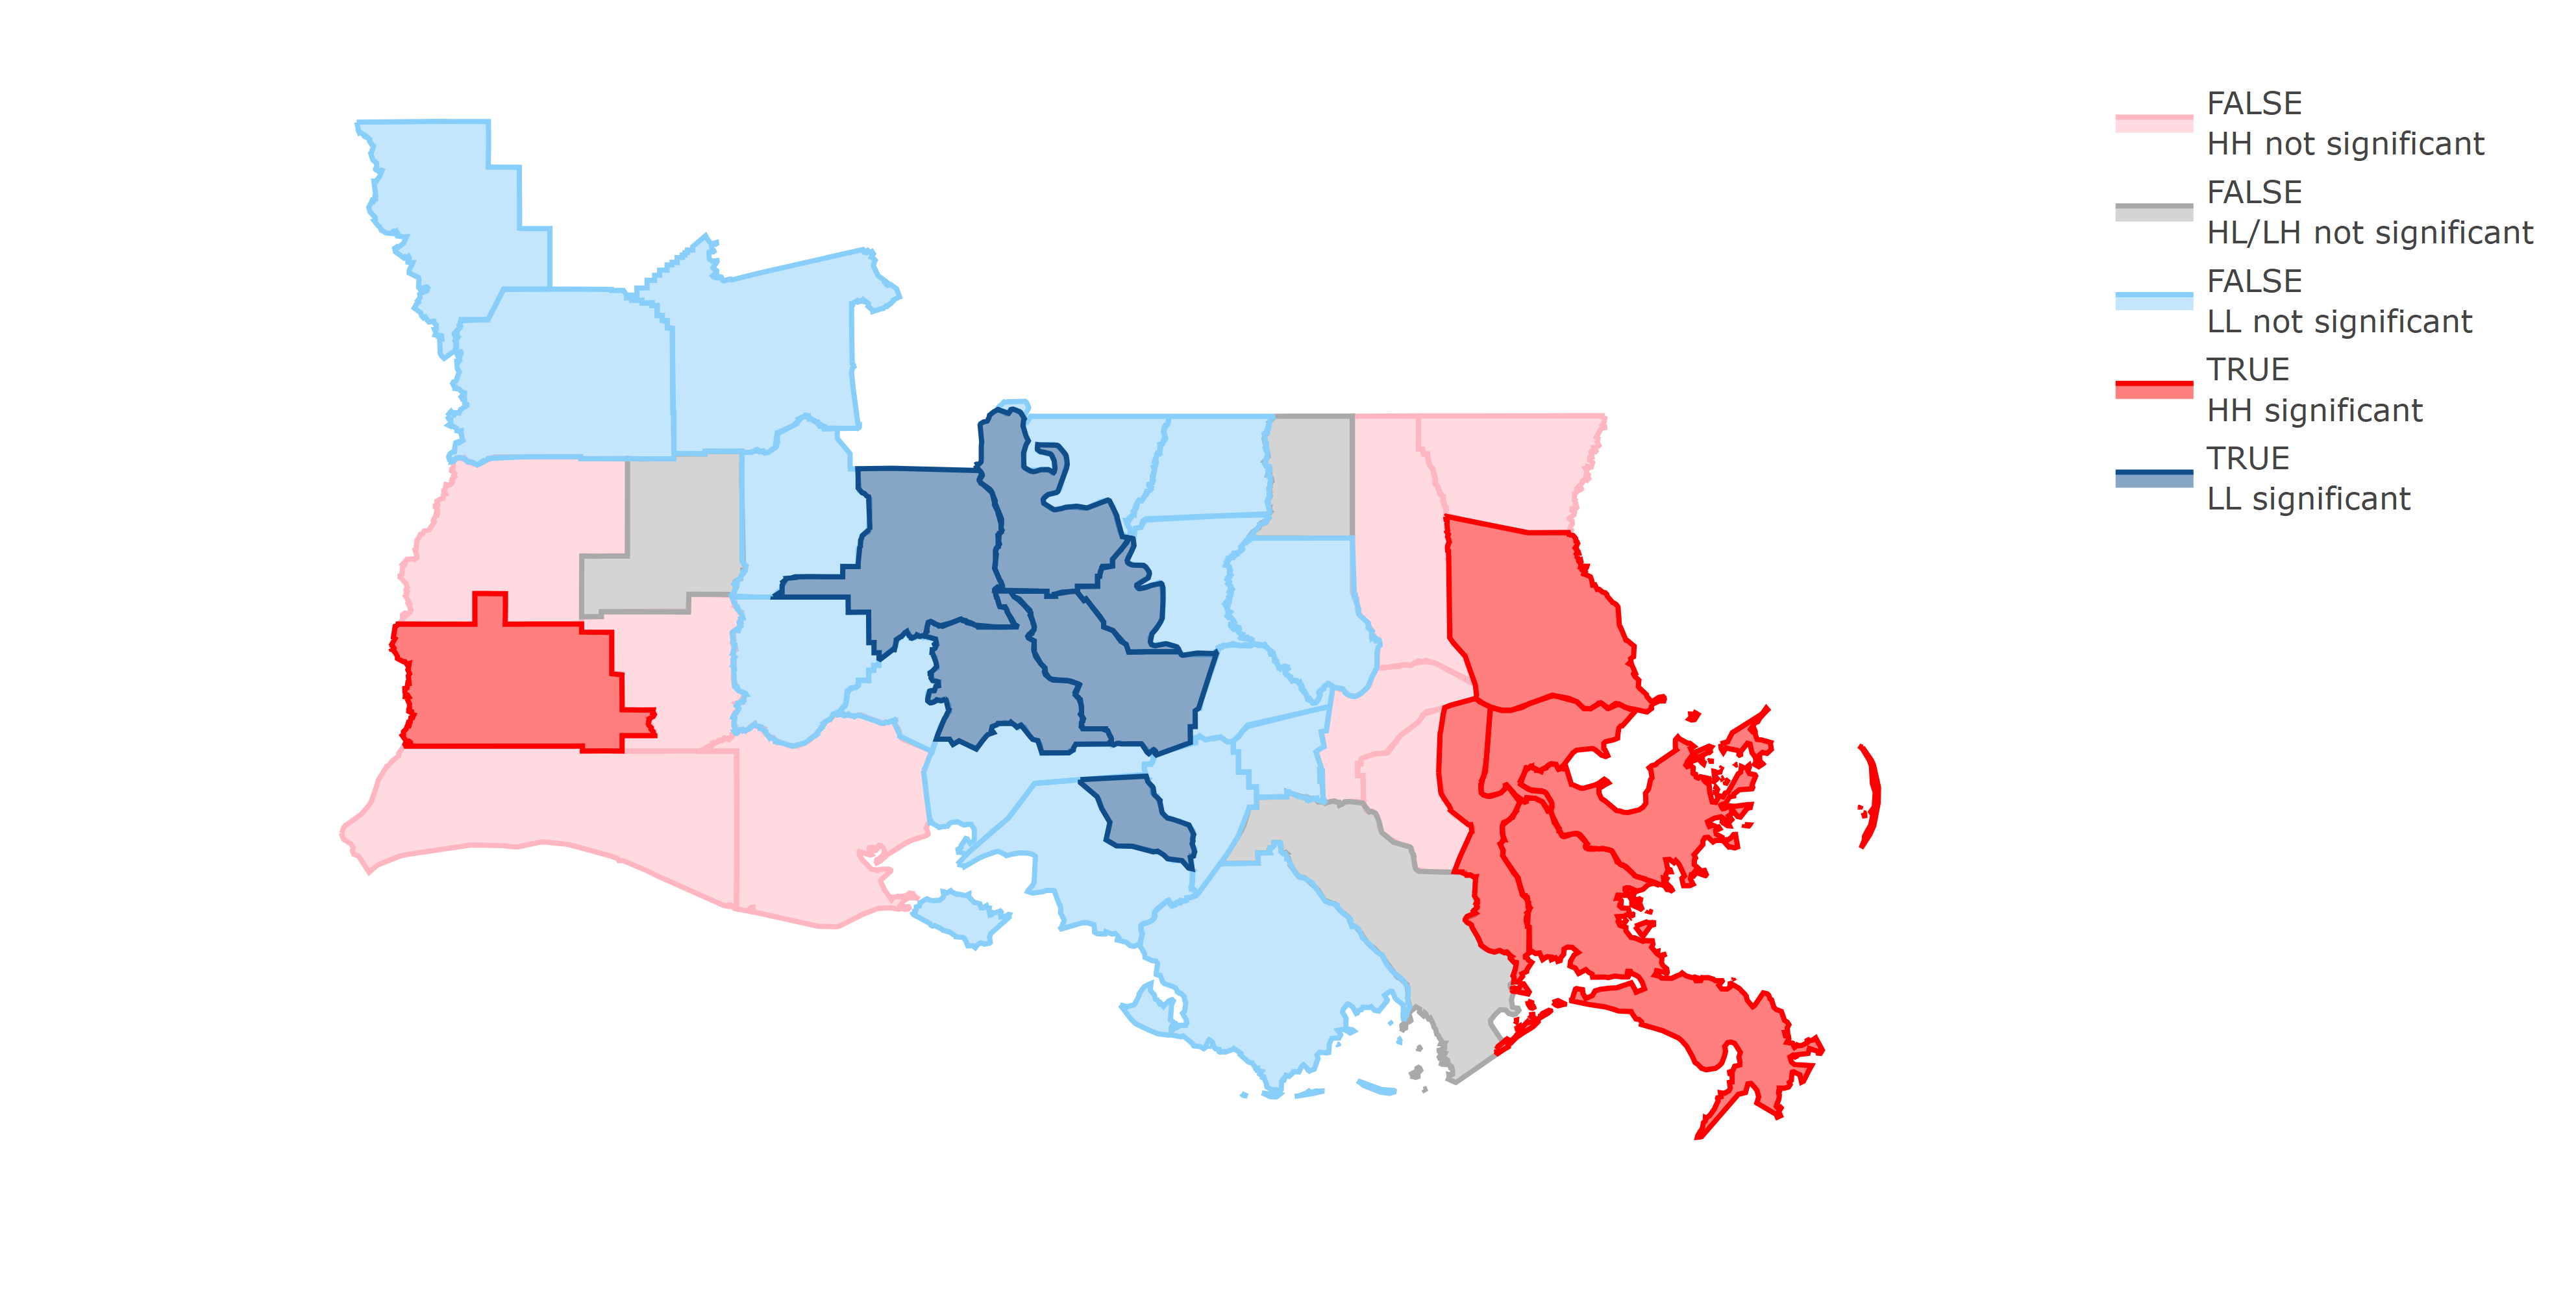 FALSE
HH not significant
FALSE
HL/LH not significant
FALSE
LL not significant
TRUE
HH significant
TRUE
LL significant